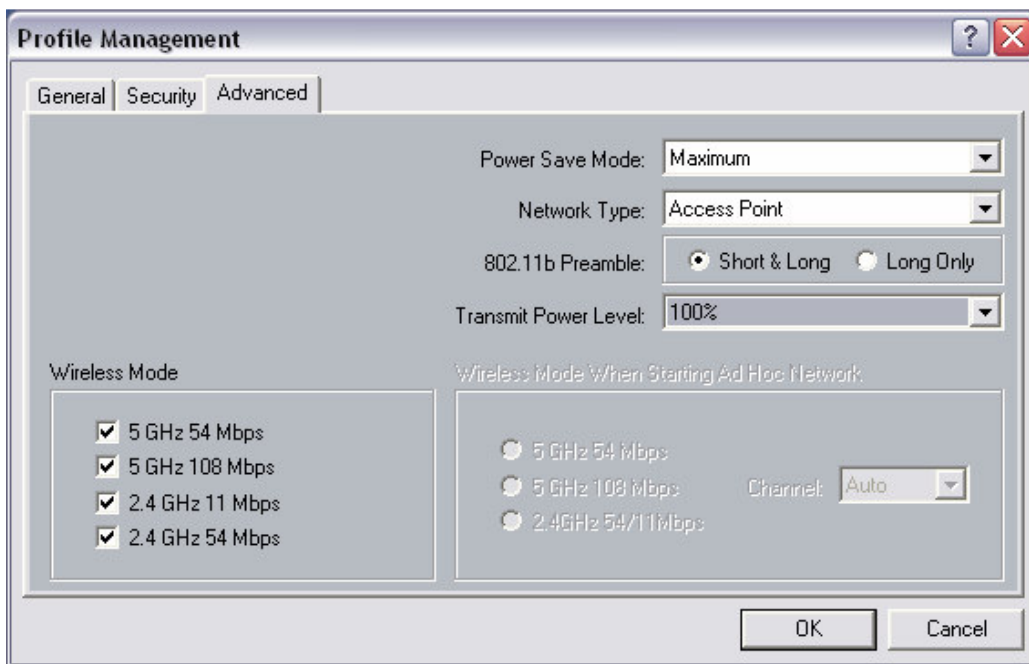 Profile Management
General Security Advanced
Power Save Mode: Maximum
Network Type: Access Point
802.11b Preamble: Short & Long Long Only
Transmit Power Level: 100%
Wireless Mode
5 GHz 54 Mbps
5 GHz 108 Mbps
2.4 GHz 11 Mbps
2.4 GHz 54 Mbps
Wireless Mode When Starting Ad Hoc Network
5 GHz 54 Mbps
5 GHz 108 Mbps
2.4GHz 54/11Mbps
Channel: Auto
OK Cancel